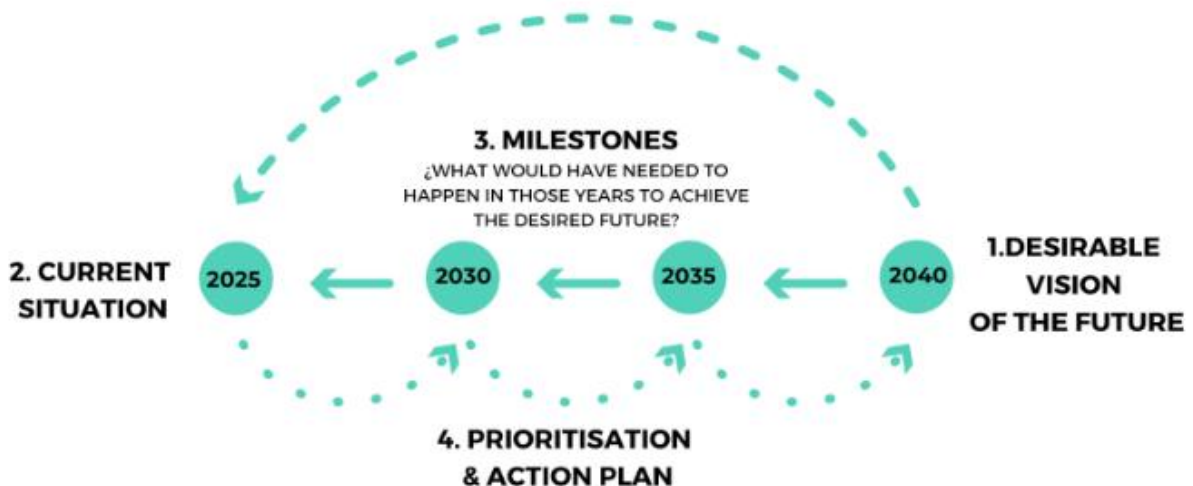 3. MILESTONES
¿WHAT WOULD HAVE NEEDED TO
HAPPEN IN THOSE YEARS TO ACHIEVE
THE DESIRED FUTURE?
2. CURRENT
SITUATION
2025
2030
2035
2040
1.DESIRABLE
VISION
OF THE FUTURE
4. PRIORITISATION
& ACTION PLAN